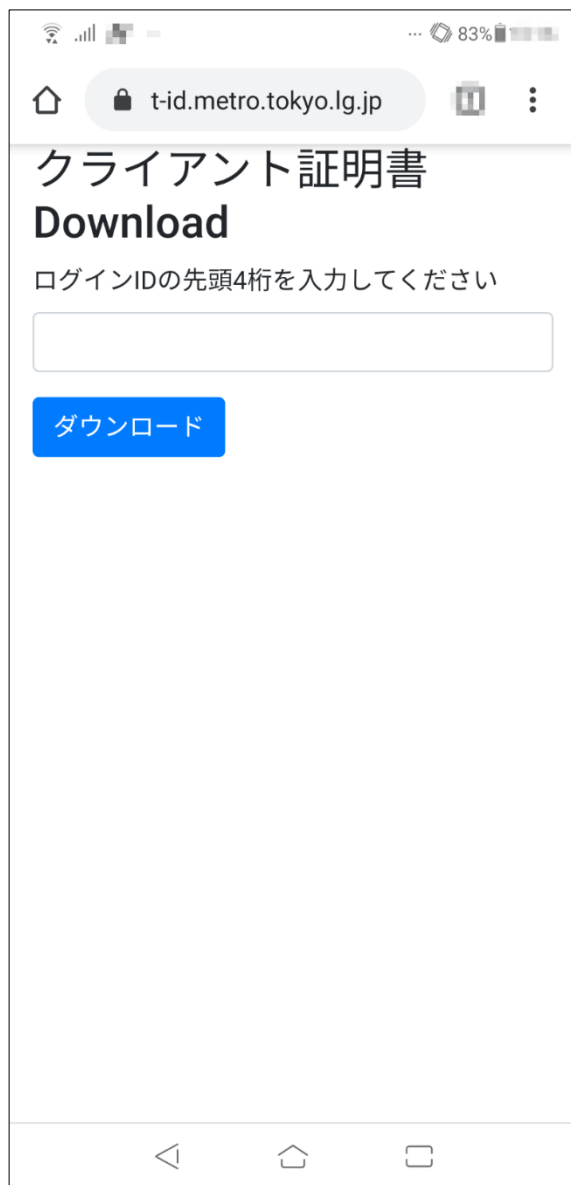 83%
t-id.metro.tokyo.lg.jp
クライアント証明書
Download
ログインIDの先頭4桁を入力してください
ダウンロード